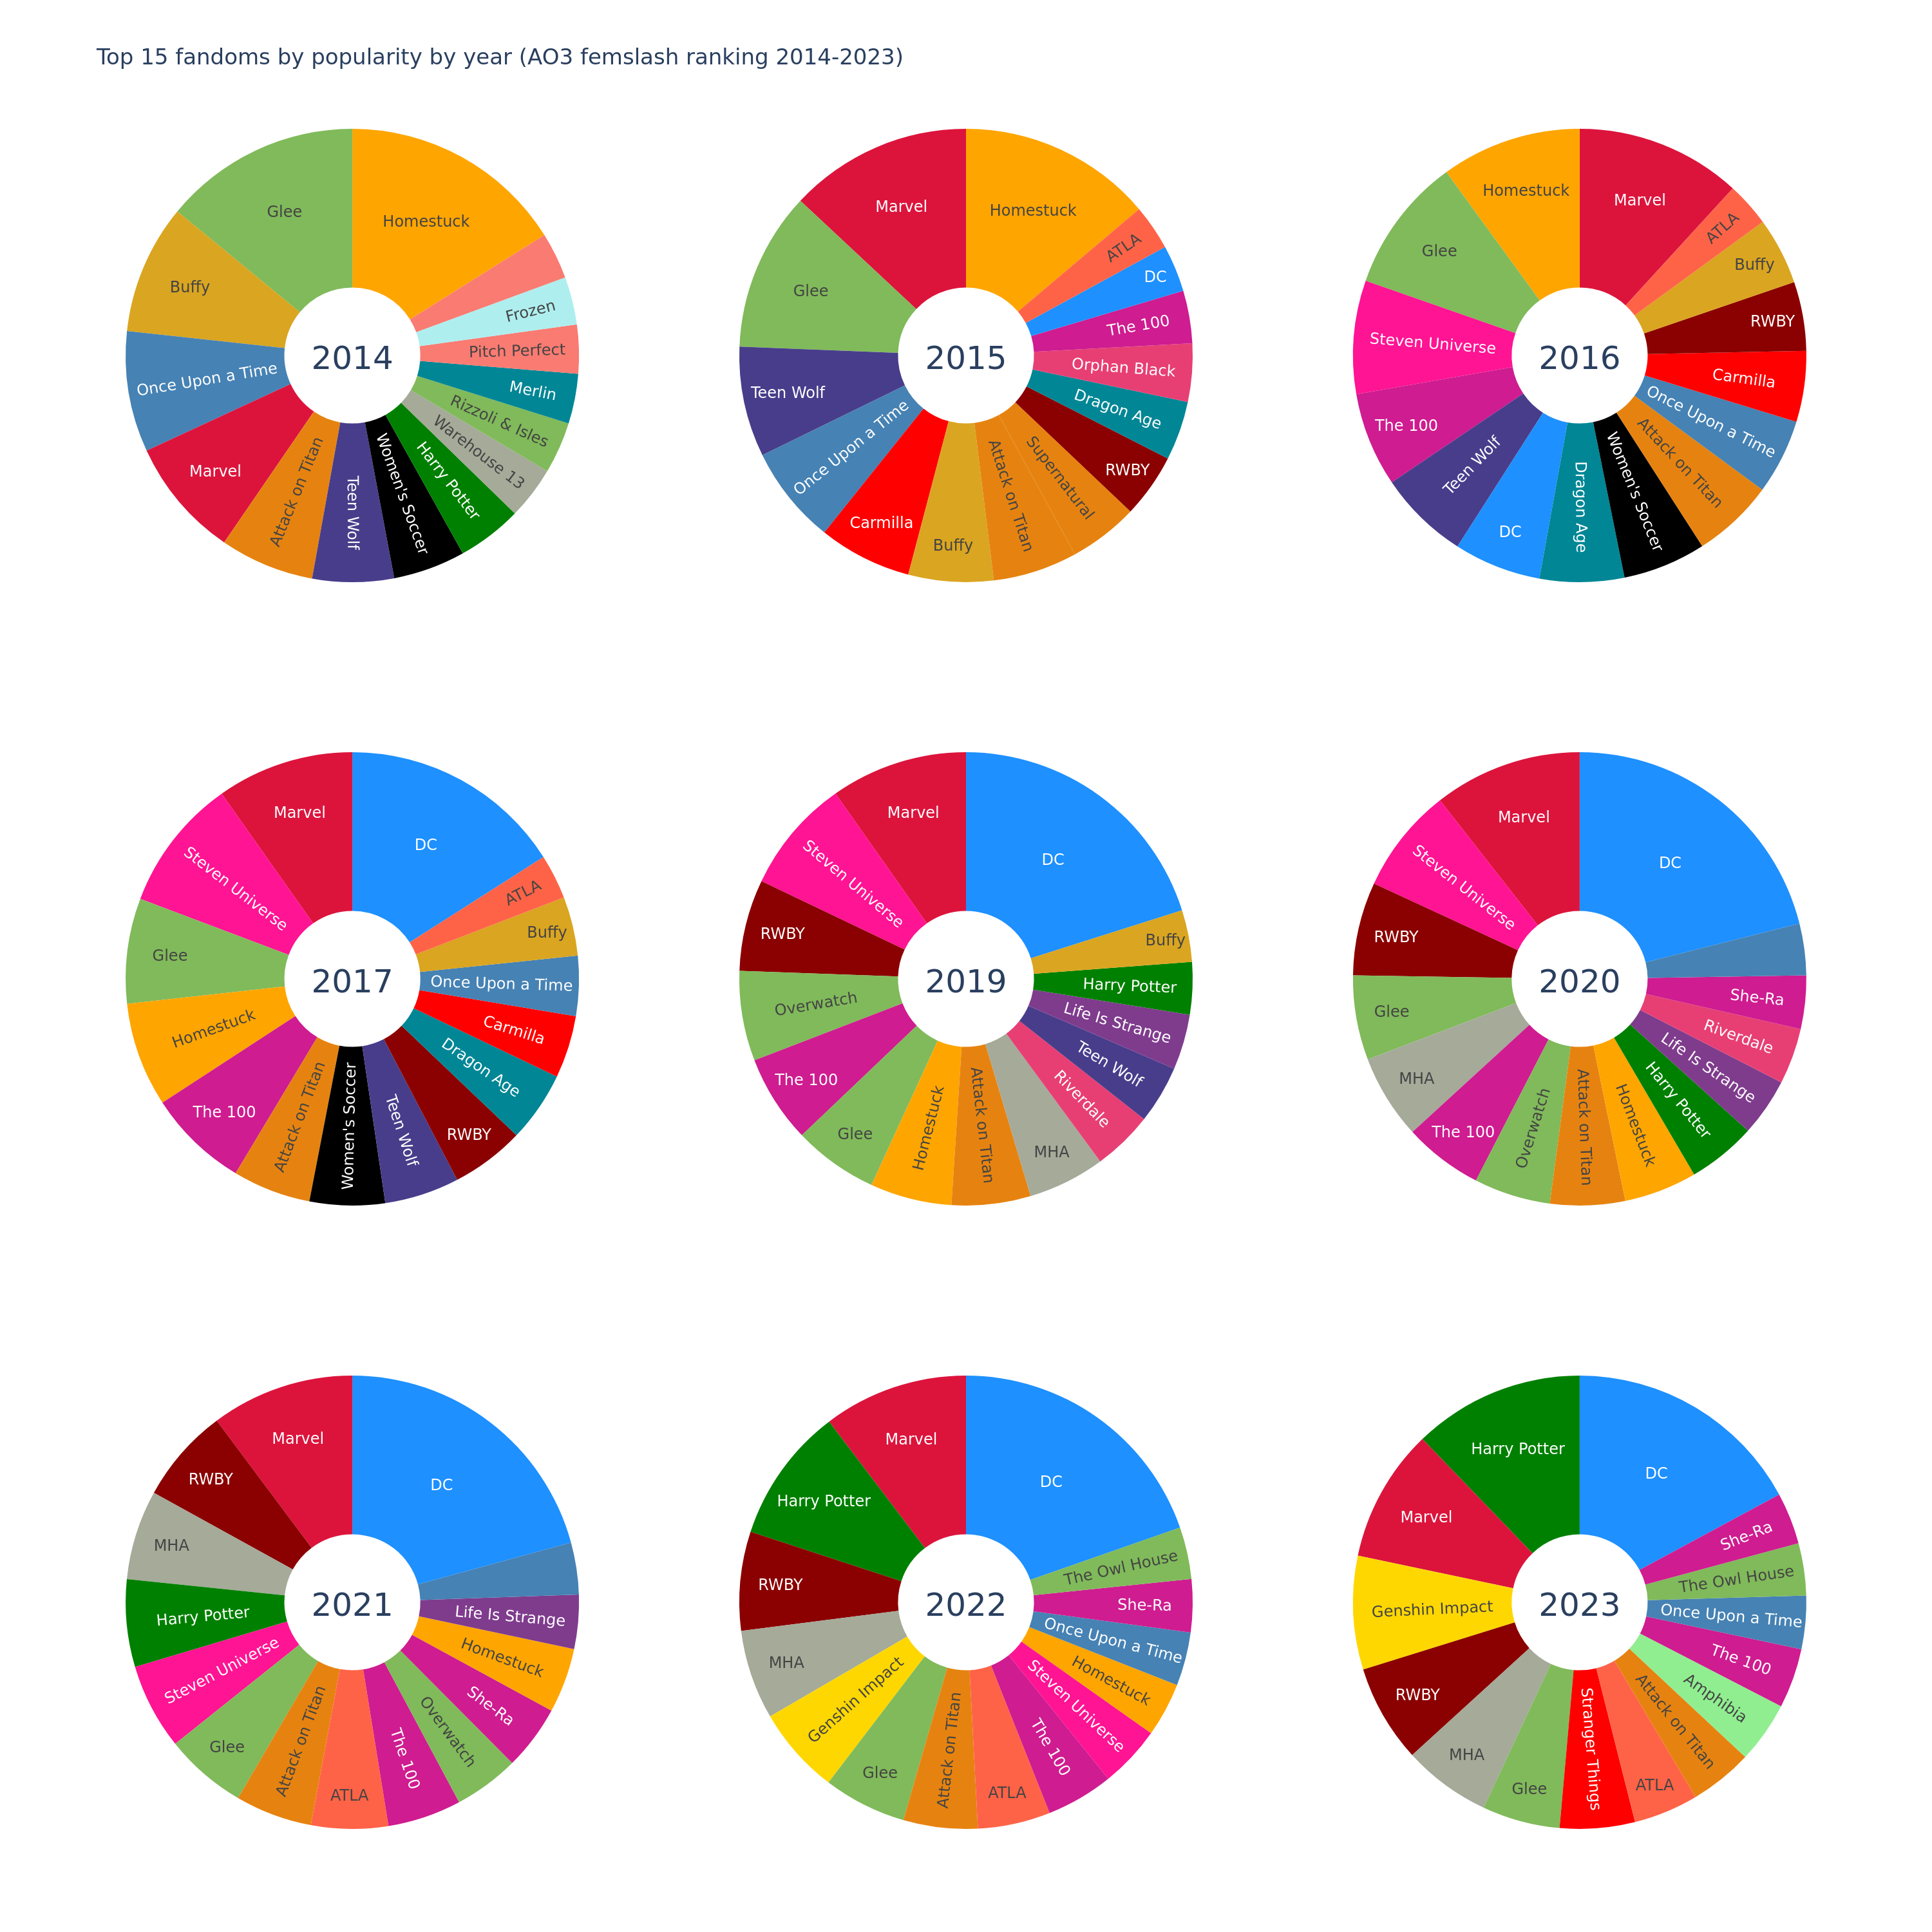 Top 15 fandoms by popularity by year (AO3 femslash ranking 2014-2023)
2014
Homestuck
Frozen
Pitch Perfect
Merlin
Rizzoli & Isles
Warehouse 13
Harry Potter
Women's Soccer
Teen Wolf
Attack on Titan
Marvel
Once Upon a Time
Buffy
Glee
2015
Homestuck
ATLA
DC
The 100
Orphan Black
Dragon Age
RWBY
Supernatural
Attack on Titan
Buffy
Carmilla
Once Upon a Time
Teen Wolf
Glee
Marvel
2016
Marvel
ATLA
Buffy
RWBY
Carmilla
Once Upon a Time
Attack on Titan
Women's Soccer
Dragon Age
DC
Teen Wolf
The 100
Steven Universe
Glee
Homestuck
2017
DC
ATLA
Buffy
Once Upon a Time
Carmilla
Dragon Age
RWBY
Teen Wolf
Women's Soccer
Attack on Titan
The 100
Homestuck
Glee
Steven Universe
Marvel
2019
DC
Buffy
Harry Potter
Life Is Strange
Teen Wolf
Riverdale
MHA
Attack on Titan
Homestuck
Glee
The 100
Overwatch
RWBY
Steven Universe
Marvel
2020
DC
She-Ra
Riverdale
Life Is Strange
Harry Potter
Homestuck
Attack on Titan
Overwatch
The 100
MHA
Glee
RWBY
Steven Universe
Marvel
2021
DC
Life Is Strange
Homestuck
She-Ra
Overwatch
The 100
ATLA
Attack on Titan
Glee
Steven Universe
Harry Potter
MHA
RWBY
Marvel
2022
DC
The Owl House
She-Ra
Once Upon a Time
Homestuck
Steven Universe
The 100
ATLA
Attack on Titan
Glee
Genshin Impact
MHA
RWBY
Harry Potter
Marvel
2023
DC
She-Ra
The Owl House
Once Upon a Time
The 100
Amphibia
Attack on Titan
ATLA
Stranger Things
Glee
MHA
RWBY
Genshin Impact
Marvel
Harry Potter